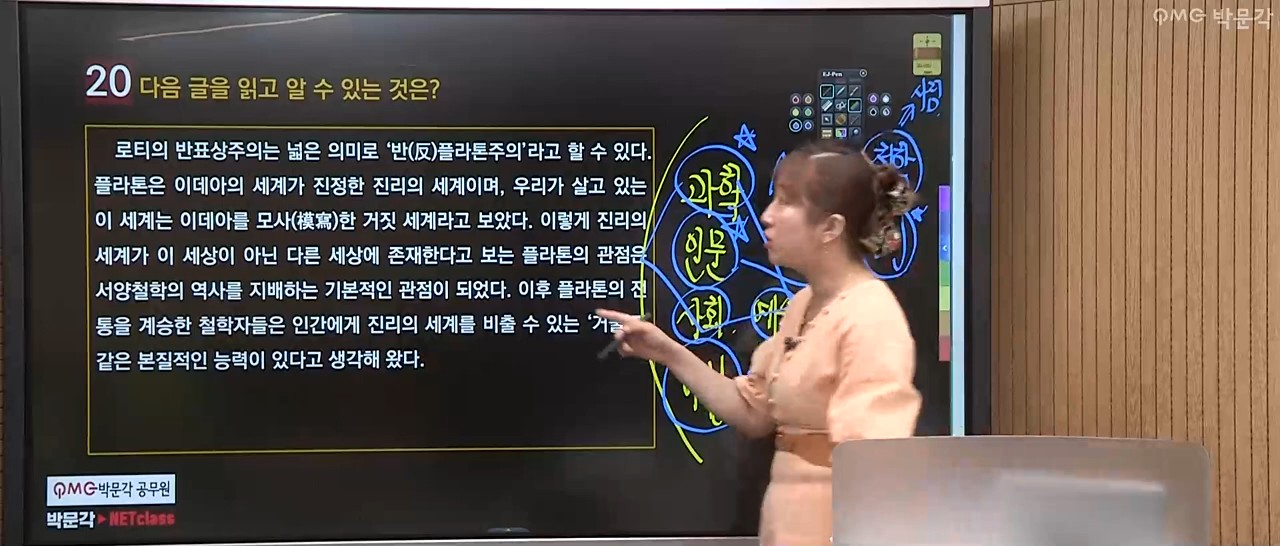 PMG 박문각
20 다음 글을 읽고 알 수 있는 것은?
로티의 반표상주의는 넓은 의미로 '반(反)플라톤주의'라고 할 수 있다.
플라톤은 이데아의 세계가 진정한 진리의 세계이며, 우리가 살고 있는
이 세계는 이데아를 모사(模寫)한 거짓 세계라고 보았다. 이렇게 진리의
세계가 이 세상이 아닌 다른 세상에 존재한다고 보는 플라톤의 관점은
서양철학의 역사를 지배하는 기본적인 관점이 되었다. 이후 플라톤의 전
통을 계승한 철학자들은 인간에게 진리의 세계를 비출 수 있는
같은 본질적인 능력이 있다고 생각해 왔다.
EJ-Pen
과학
인문
PMG 박문각 공무원
박문각 ▶ NETclass